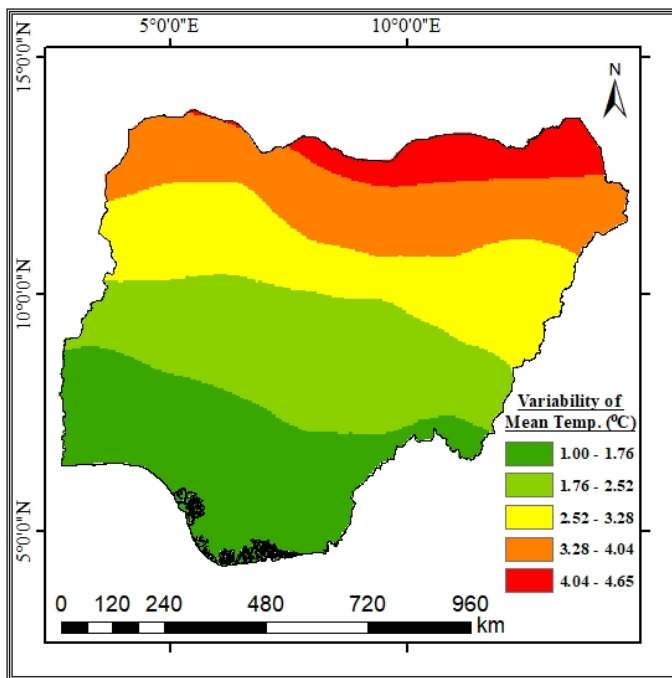 5°0'0"E 10°0'0"E
15°0'0"N
N
10°0'0"N
5°0'0"N
Variability of
Mean Temp. (⁰C)
1.00 - 1.76
1.76 - 2.52
2.52 - 3.28
3.28 - 4.04
4.04 - 4.65
0 120 240 480 720 960
km